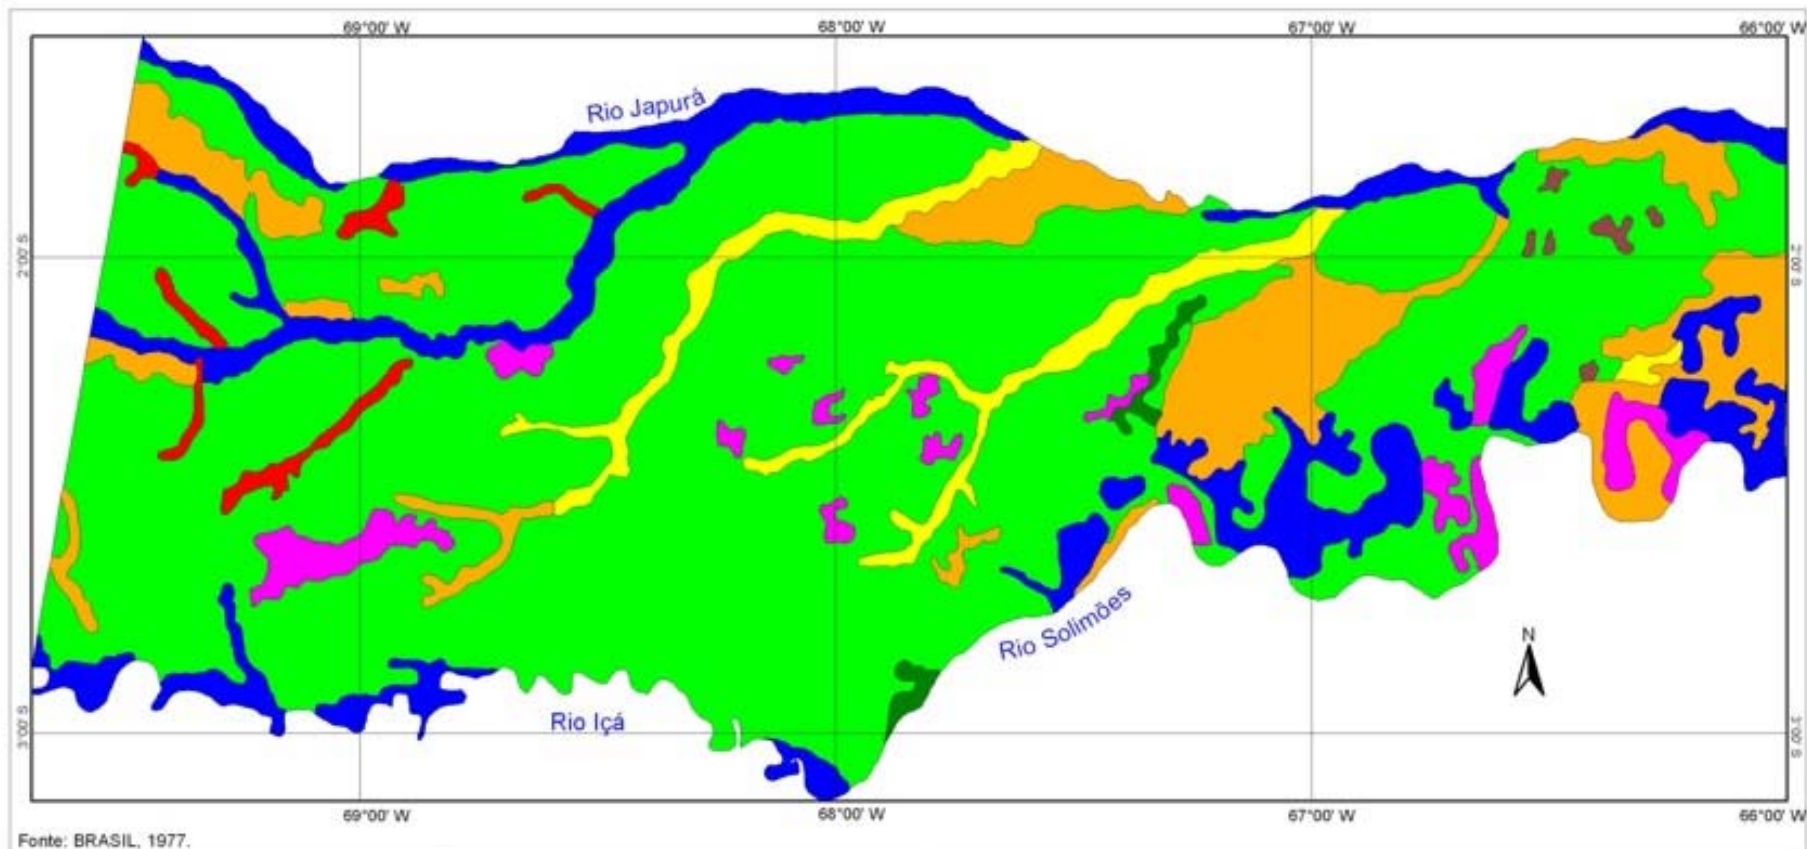 69°00' W 68°00' W 67°00' W 66°00' W
Rio Japurá
2°00' S 2°00' S
Rio Solimões
N
Rio Içá
3°00' S 3°00' S
69°00' W 68°00' W 67°00' W 66°00' W
Fonte: BRASIL, 1977.